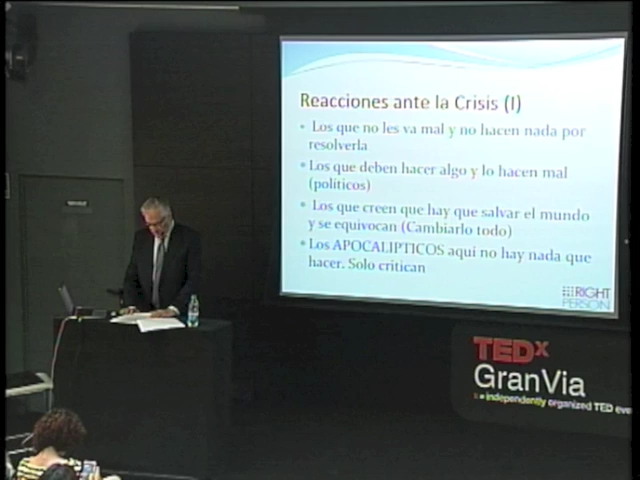 Reacciones ante la Crisis (I)
• Los que no les va mal y no hacen nada por
resolverla
• Los que deben hacer algo y lo hacen mal
(políticos)
• Los que creen que hay que salvar el mundo
y se equivocan (Cambiarlo todo)
• Los APOCALIPTICOS aquí no hay nada que
hacer. Solo critican
RIGHT
PERSON
TEDx
GranVia
independently organized TED eve